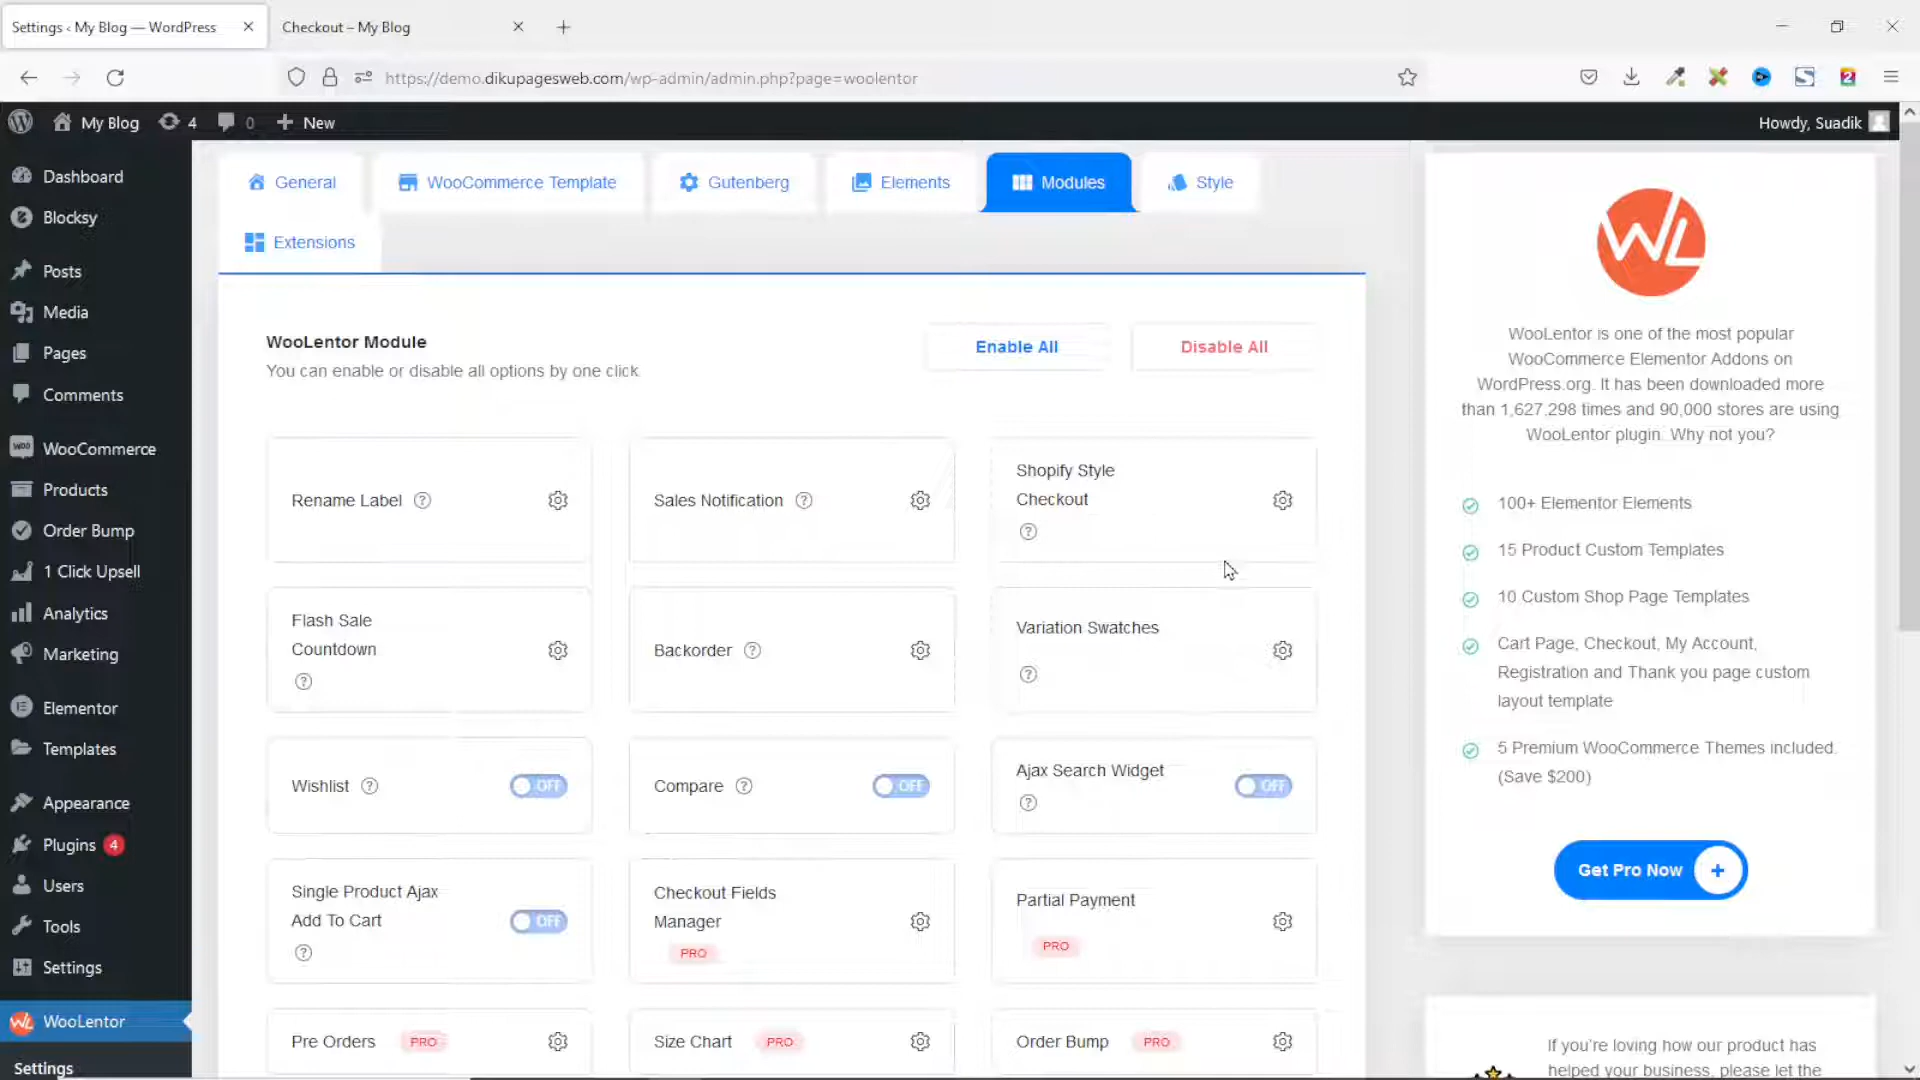 Settings ‹ My Blog — WordPress
Checkout – My Blog
https://demo.dikupagesweb.com/wp-admin/admin.php?page=woolentor
2
My Blog
4
0
New
Howdy, Suadik
Dashboard
Blocksy
Posts
Media
Pages
Comments
WooCommerce
Products
Order Bump
1 Click Upsell
Analytics
Marketing
Elementor
Templates
Appearance
Plugins 4
Users
Tools
Settings
WooLentor
Settings
General
WooCommerce Template
Gutenberg
Elements
Modules
Style
Extensions
WooLentor Module
You can enable or disable all options by one click.
Enable All
Disable All
Rename Label ?
Sales Notification ?
Shopify Style
Checkout
?
Flash Sale
Countdown
?
Backorder ?
Variation Swatches
?
Wishlist ?
OFF
Compare ?
OFF
Ajax Search Widget
?
OFF
Single Product Ajax
Add To Cart
?
OFF
Checkout Fields
Manager
PRO
Partial Payment
PRO
Pre Orders PRO
Size Chart PRO
Order Bump PRO
WL
WooLentor is one of the most popular
WooCommerce Elementor Addons on
WordPress.org. It has been downloaded more
than 1,627,298 times and 90,000 stores are using
WooLentor plugin. Why not you?
100+ Elementor Elements
15 Product Custom Templates
10 Custom Shop Page Templates
Cart Page, Checkout, My Account,
Registration and Thank you page custom
layout template
5 Premium WooCommerce Themes included.
(Save $200)
Get Pro Now
If you're loving how our product has
helped your business, please let the